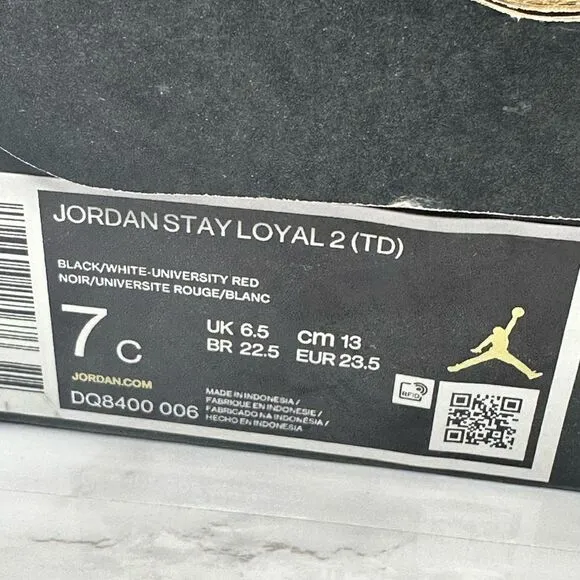 JORDAN STAY LOYAL 2 (TD)
BLACK/WHITE-UNIVERSITY RED
NOIR/UNIVERSITE ROUGE/BLANC
7 C
UK 6.5 cm 13
BR 22.5 EUR 23.5
JORDAN.COM
DQ8400 006
MADE IN INDONESIA /
FABRIQUE EN INDONESIE /
FABRICADO NA INDONÉSIA /
HECHO EN INDONESIA
RFID